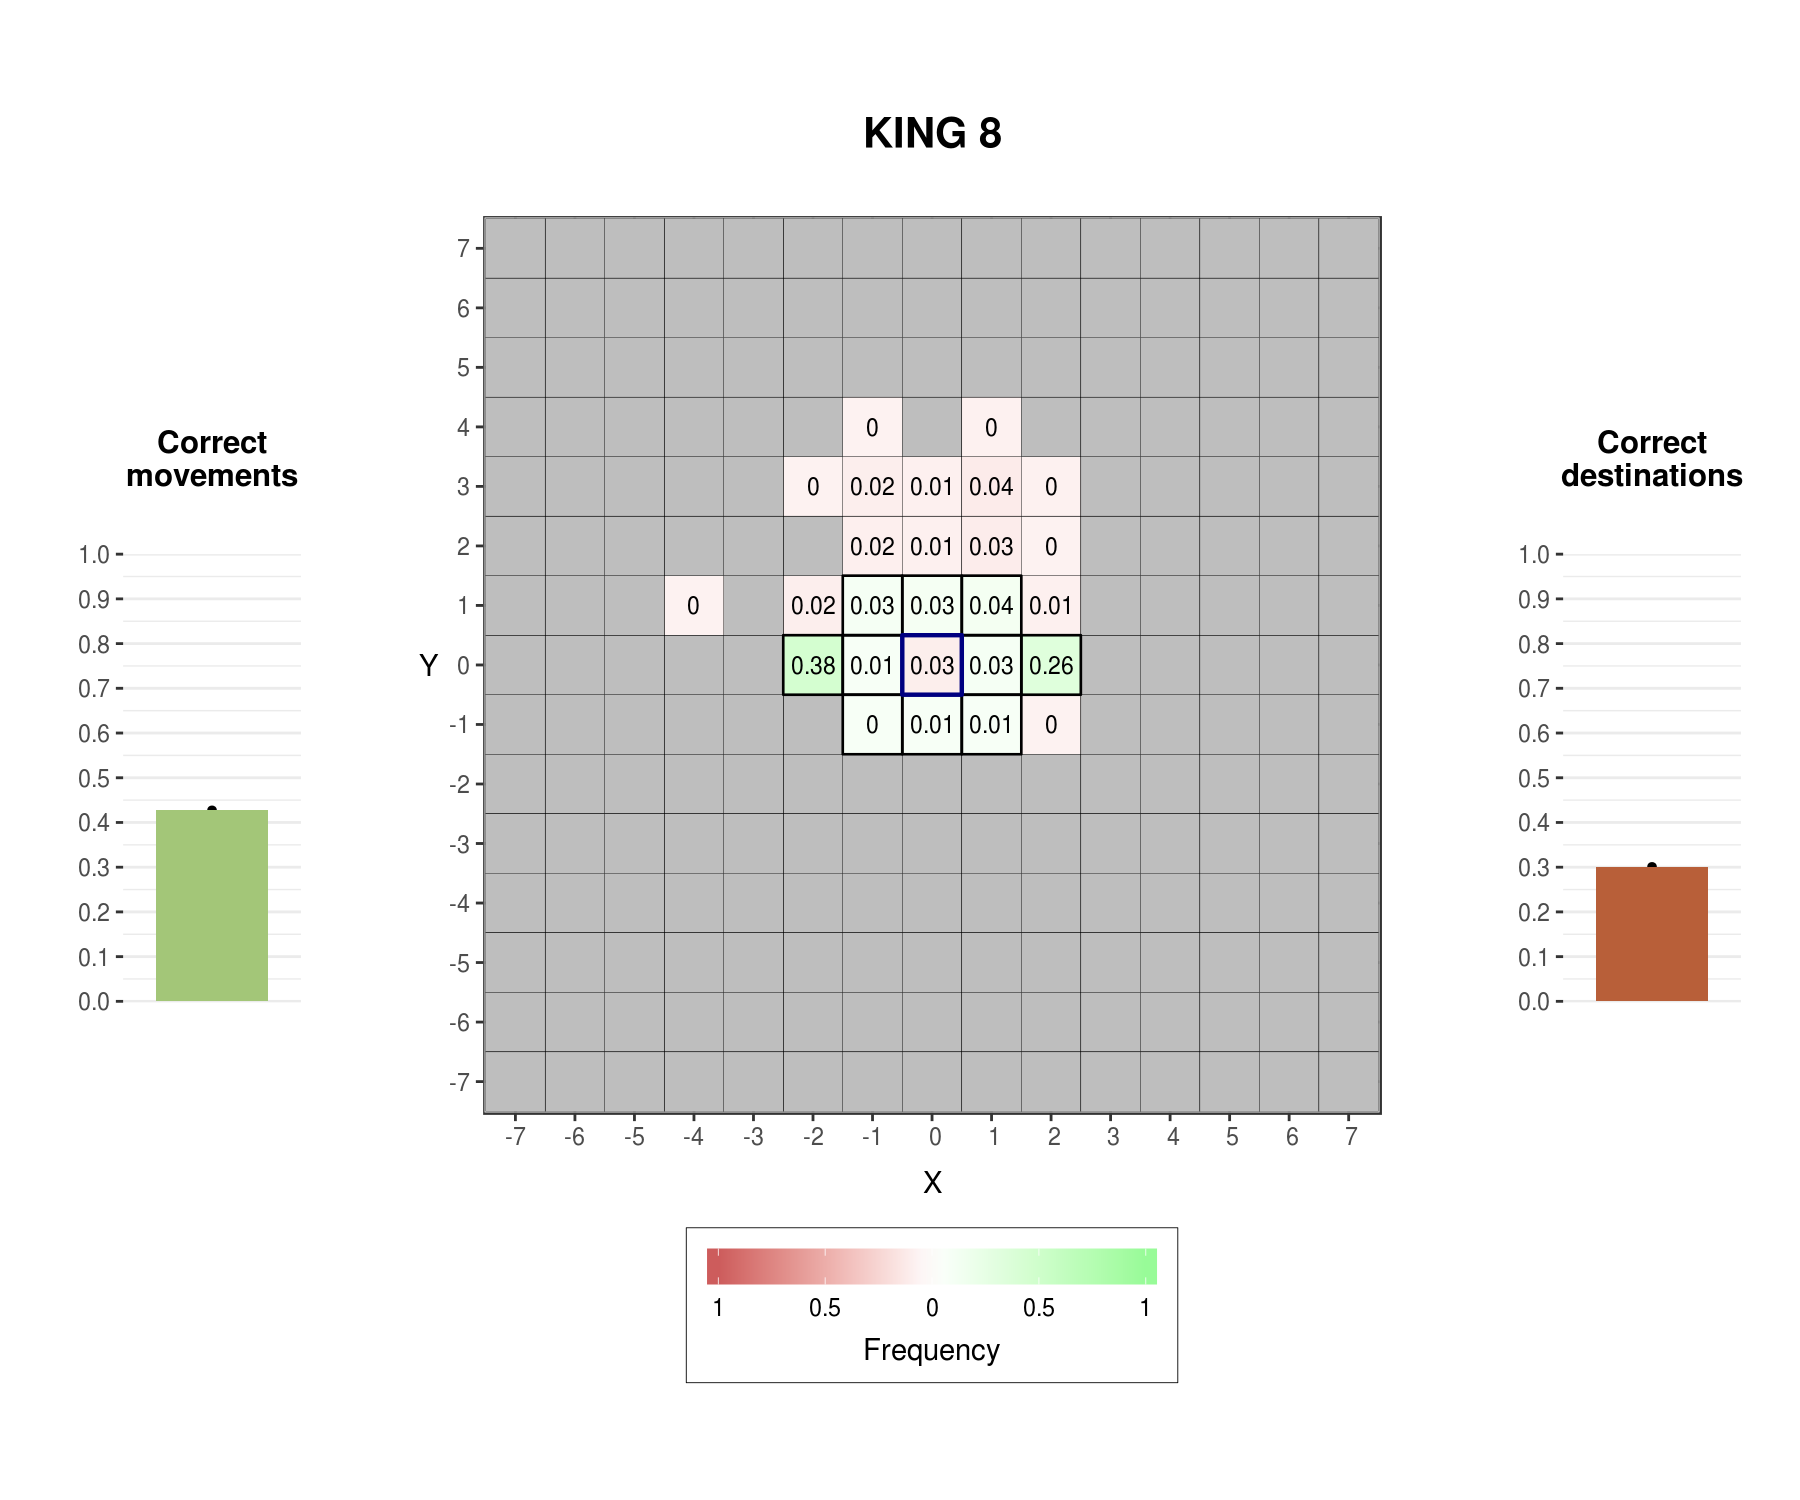 KING 8
Correct
movements
1.0
0.9
0.8
0.7
0.6
0.5
0.4
0.3
0.2
0.1
0.0
Y
7
6
5
4
3
2
1
0
-1
-2
-3
-4
-5
-6
-7
0 0
0 0.02 0.01 0.04 0
0.02 0.01 0.03 0
0 0.02 0.03 0.03 0.04 0.01
0.38 0.01 0.03 0.03 0.26
0 0.01 0.01 0
-7 -6 -5 -4 -3 -2 -1 0 1 2 3 4 5 6 7
X
Correct
destinations
1.0
0.9
0.8
0.7
0.6
0.5
0.4
0.3
0.2
0.1
0.0
1 0.5 0 0.5 1
Frequency